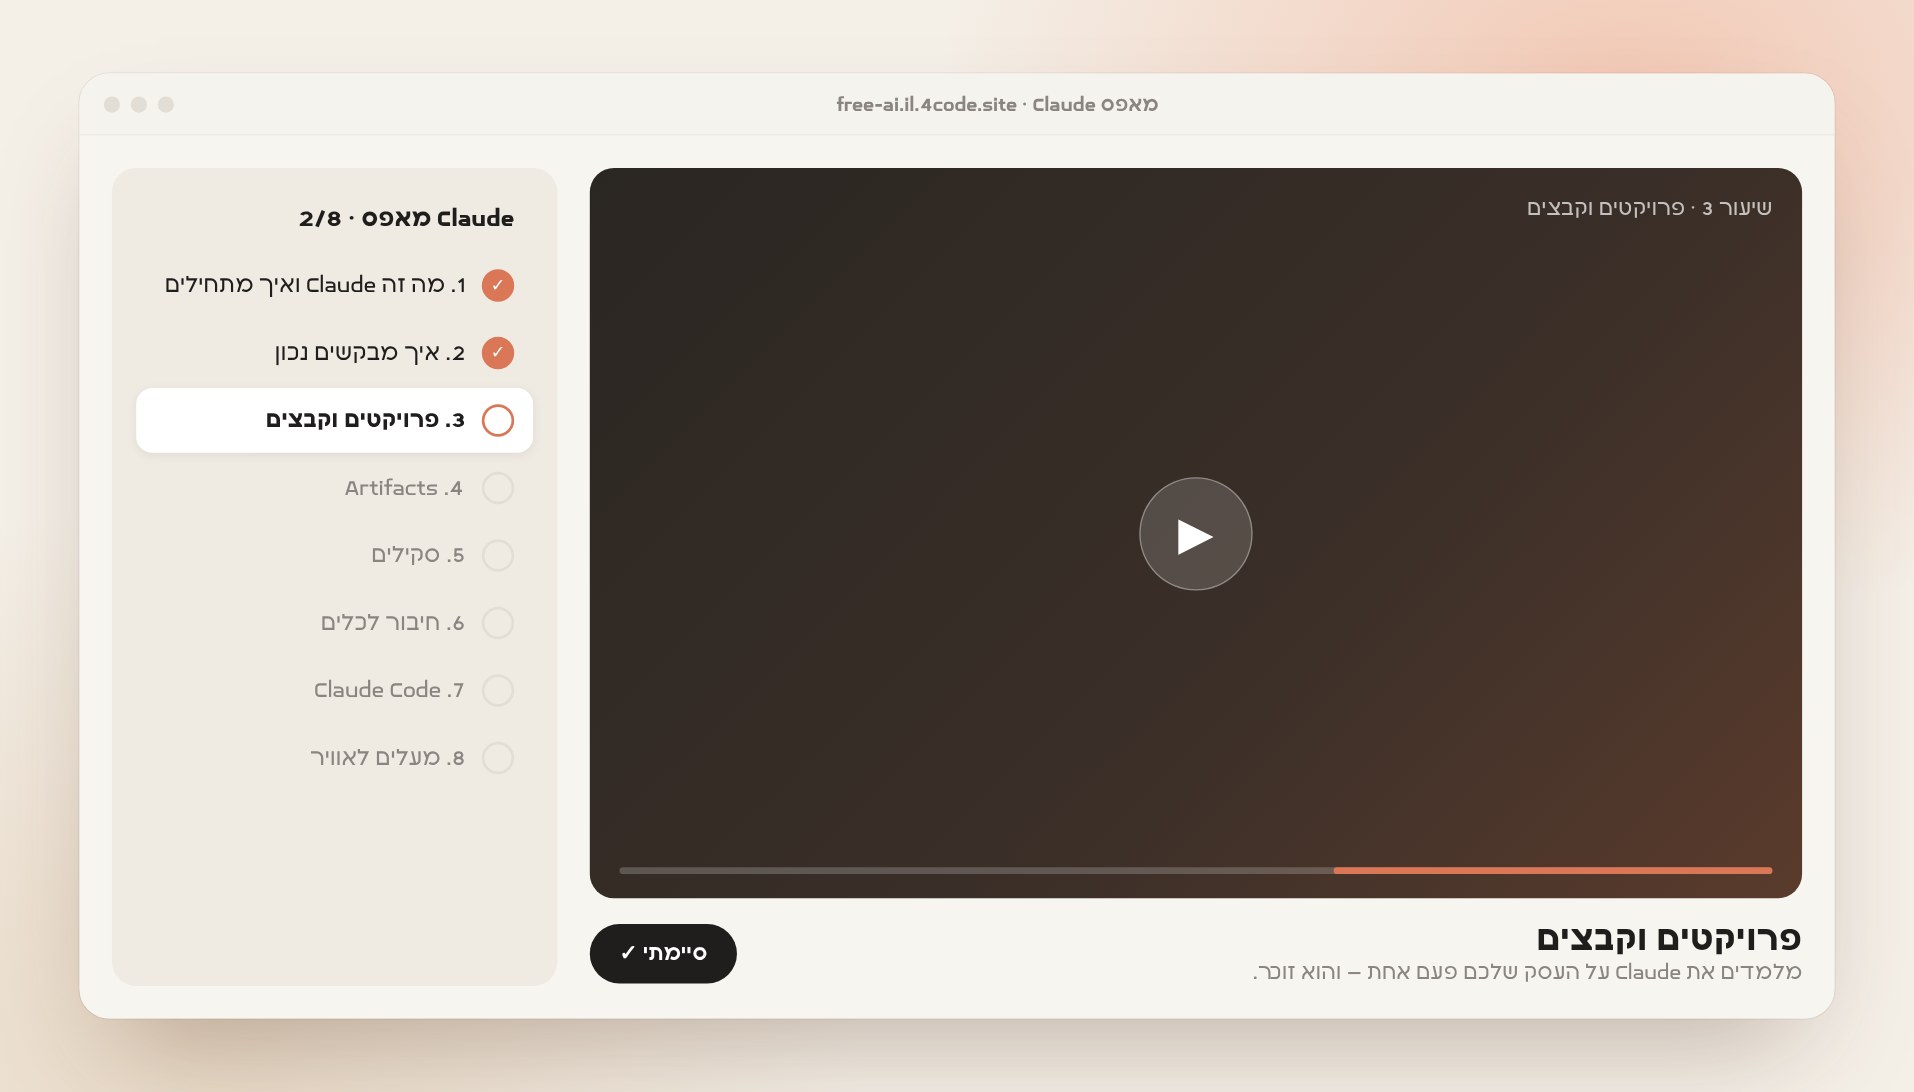 free-ai.il.4code.site · Claude מאפס
שיעור 3 · פרויקטים וקבצים
פרויקטים וקבצים
מלמדים את Claude על העסק שלכם פעם אחת – והוא זוכר.
סיימתי ✓
Claude מאפס · 2/8
✓ 1. מה זה Claude ואיך מתחילים
✓ 2. איך מבקשים נכון
3. פרויקטים וקבצים
4. Artifacts
5. סקילים
6. חיבור לכלים
7. Claude Code
8. מעלים לאוויר